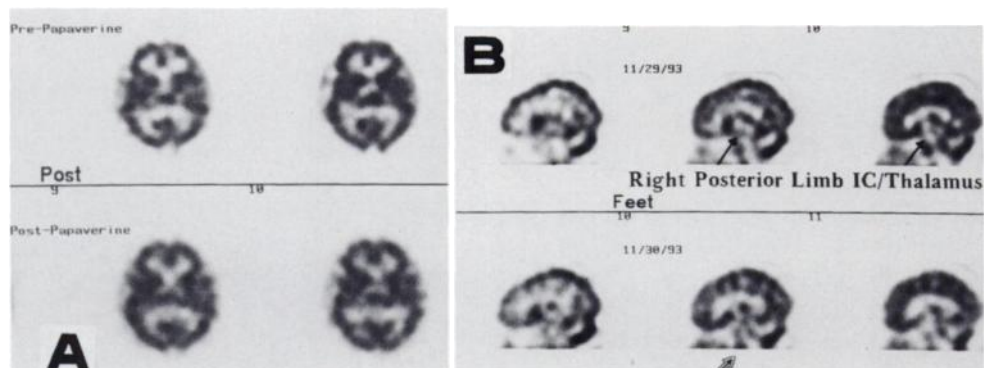 Pre-Papaverine
Post
9 10
Post-Papaverine
A
B
9 10
11/29/93
Right Posterior Limb IC/Thalamus
Feet
10 11
11/30/93